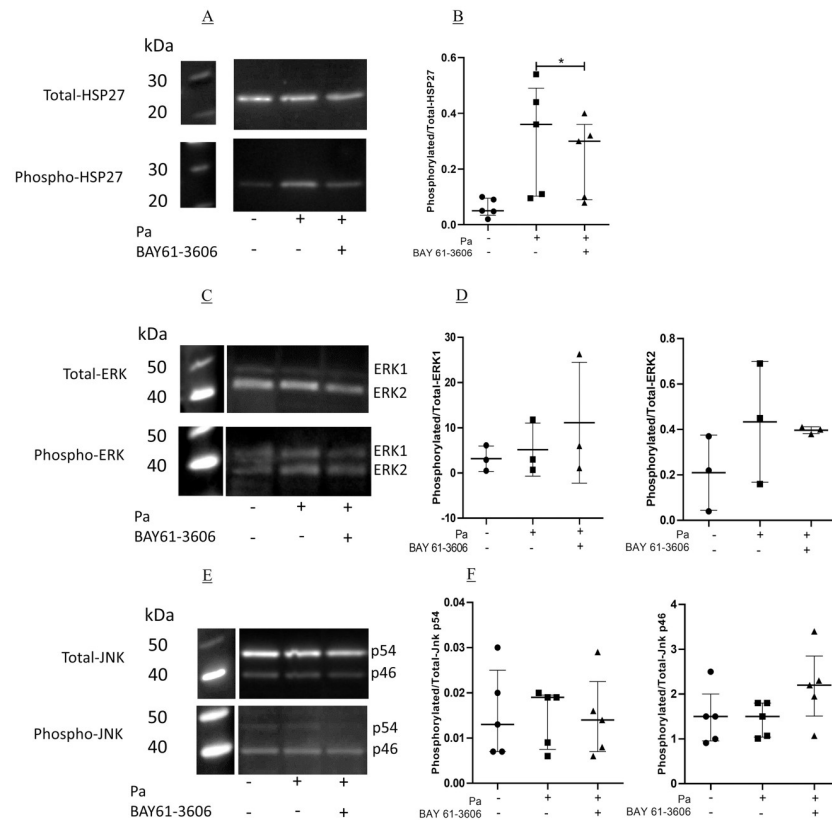 A
kDa
Total-HSP27
30
20
Phospho-HSP27
30
20
- + +
Pa
BAY61-3606 +
B
Phosphorylated/Total-HSP27
0.6
0.4
0.2
0.0
*
Pa - + +
BAY 61-3606 - - +
C
kDa
Total-ERK
50
40
ERK1
ERK2
Phospho-ERK
50
40
ERK1
ERK2
- + +
Pa
BAY61-3606 - - +
D
Phosphorylated/Total-ERK1
30
20
10
0
-10
Pa - + +
BAY 61-3606 - - +
Phosphorylated/Total-ERK2
0.8
0.6
0.4
0.2
0.0
Pa - + +
BAY 61-3606 - - +
E
kDa
Total-JNK
50
40
p54
p46
Phospho-JNK
50
40
p54
p46
- + +
Pa
BAY61-3606 - - +
F
Phosphorylated/Total-Jnk p54
0.04
0.03
0.02
0.01
0.00
Pa - + +
BAY 61-3606 - - +
Phosphorylated/Total-Jnk p46
4
3
2
1
0
Pa - + +
BAY 61-3606 - - +